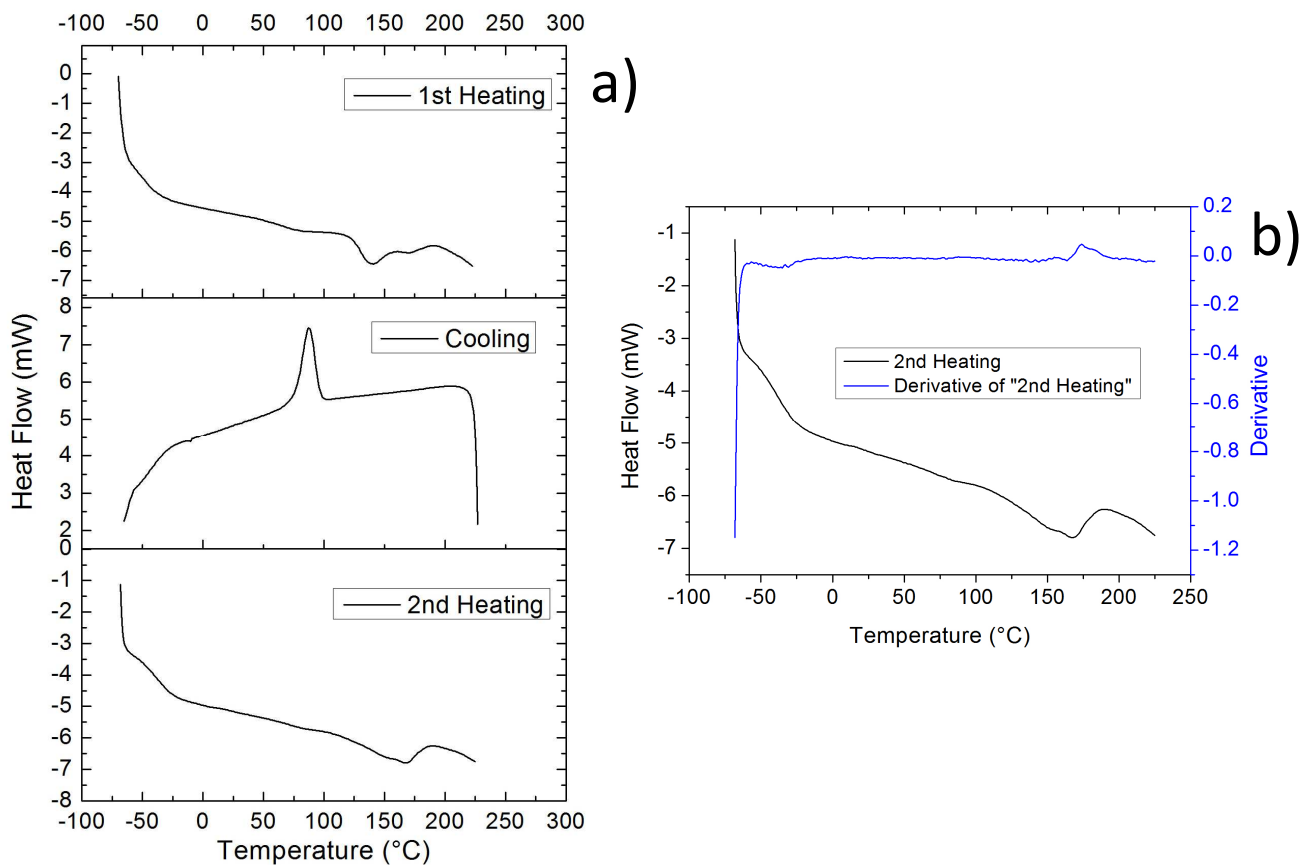 -100 0 50 100 150 200 250 300
a)
0
-1
-2
-3
-4
-5
-6
-7
1st Heating
8
7
6
5
4
3
2
Cooling
0
-1
-2
-3
-4
-5
-6
-7
-8
2nd Heating
Heat Flow (mW)
-100 -50 0 50 100 150 200 250 300
Temperature (°C)
b)
-1
-2
-3
-4
-5
-6
-7
Heat Flow (mW)
2nd Heating
Derivative of "2nd Heating"
0.2
0.0
-0.2
-0.4
-0.6
-0.8
-1.0
-1.2
Derivative
-100 -50 0 50 100 150 200 250
Temperature (°C)